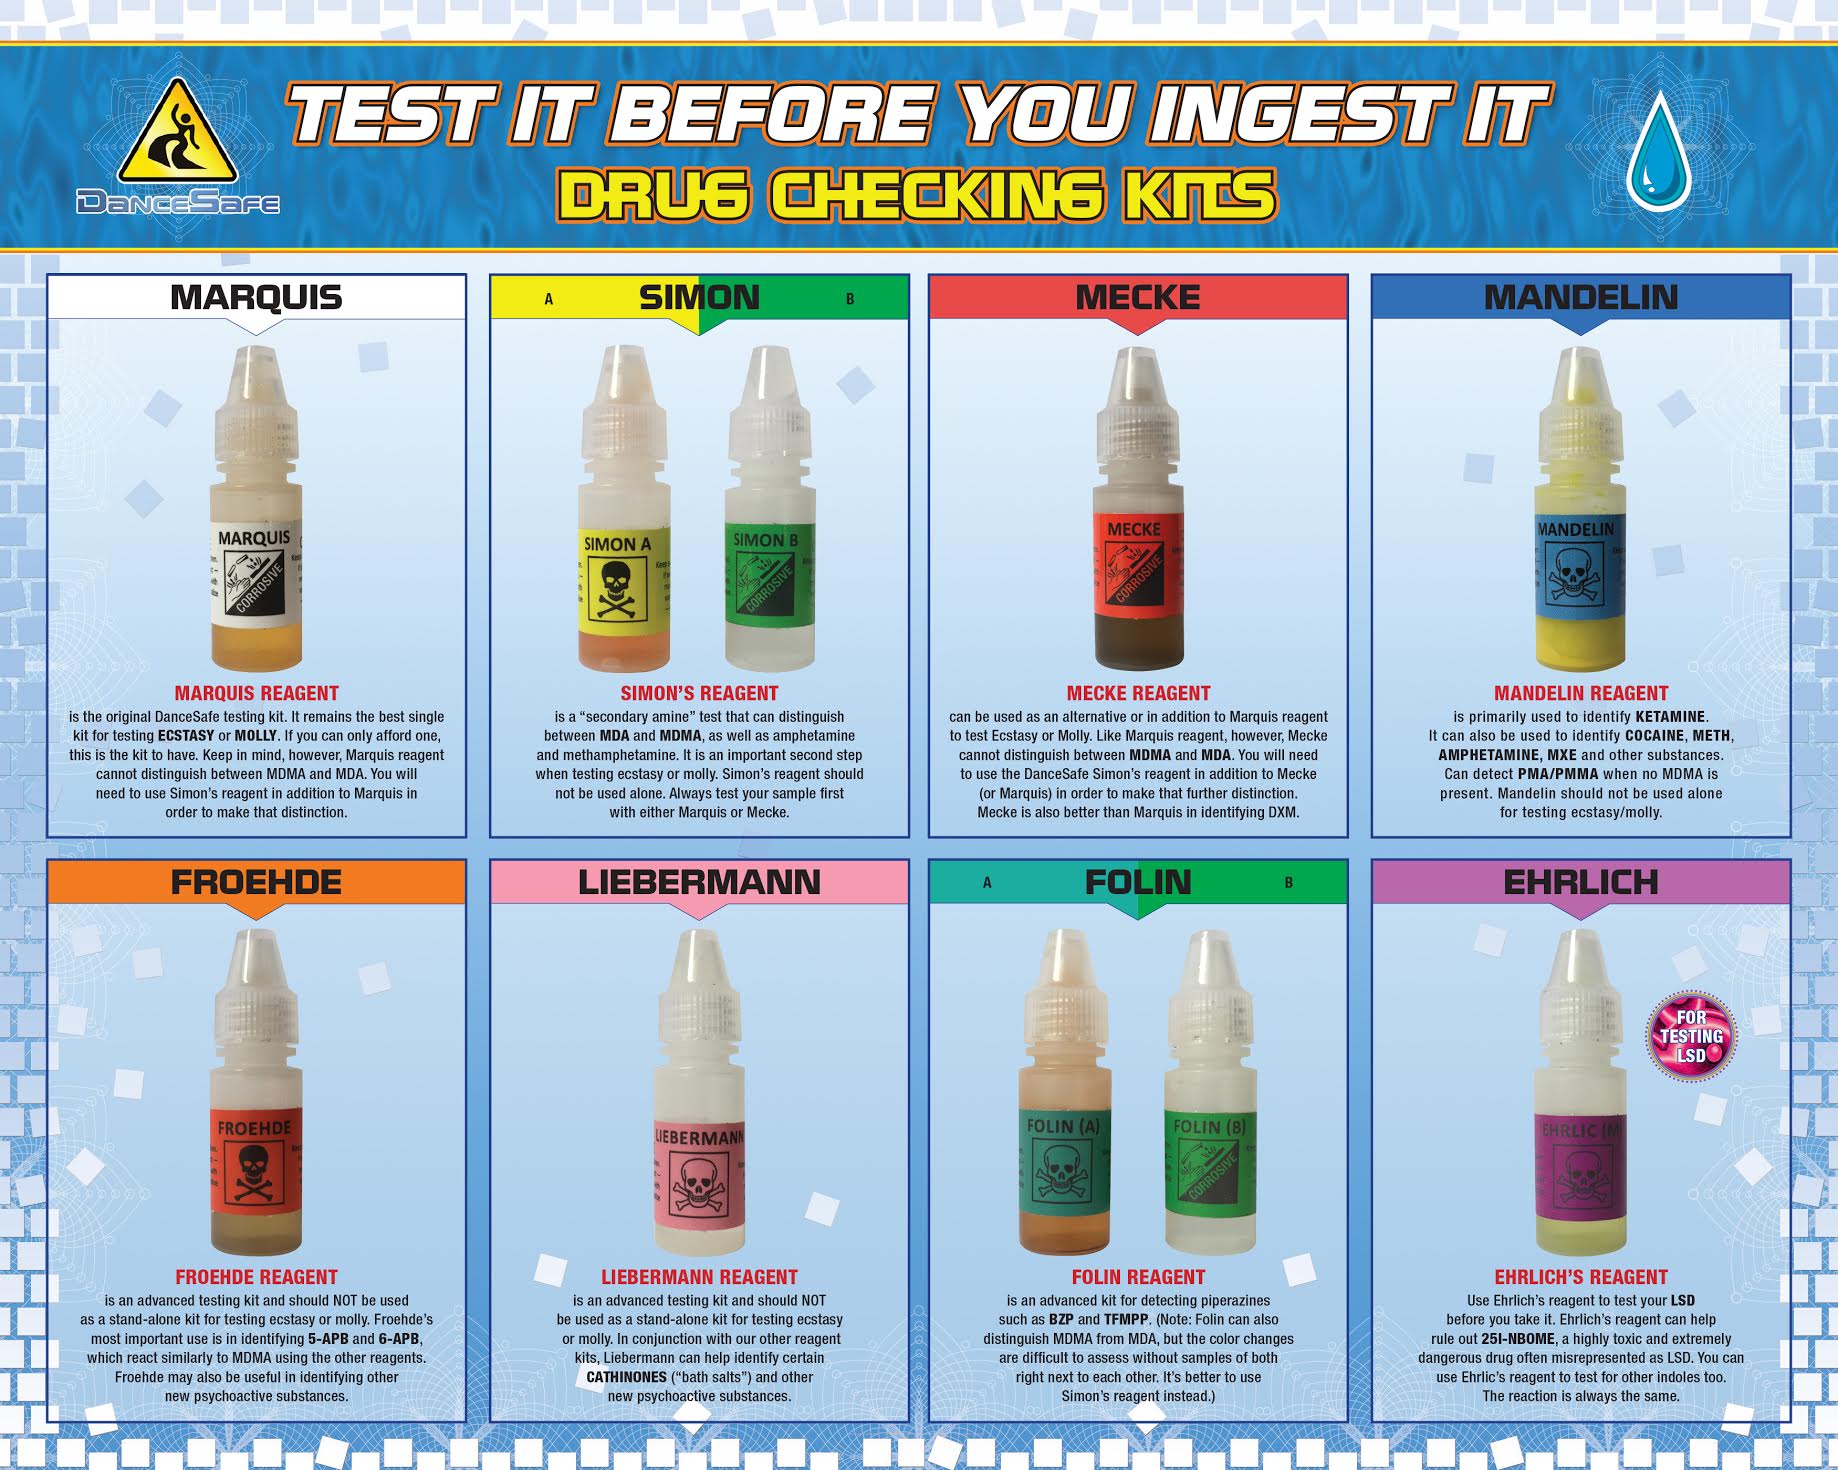 DanceSafe
TEST IT BEFORE YOU INGEST IT
DRUG CHECKING KITS
MARQUIS
MARQUIS
CORROSIVE
MARQUIS REAGENT
is the original DanceSafe testing kit. It remains the best single
kit for testing ECSTASY or MOLLY. If you can only afford one,
this is the kit to have. Keep in mind, however, Marquis reagent
cannot distinguish between MDMA and MDA. You will
need to use Simon's reagent in addition to Marquis in
order to make that distinction.
A SIMON B
SIMON A
SIMON B
CORROSIVE
SIMON'S REAGENT
is a “secondary amine” test that can distinguish
between MDA and MDMA, as well as amphetamine
and methamphetamine. It is an important second step
when testing ecstasy or molly. Simon's reagent should
not be used alone. Always test your sample first
with either Marquis or Mecke.
MECKE
MECKE
CORROSIVE
MECKE REAGENT
can be used as an alternative or in addition to Marquis reagent
to test Ecstasy or Molly. Like Marquis reagent, however, Mecke
cannot distinguish between MDMA and MDA. You will need
to use the DanceSafe Simon's reagent in addition to Mecke
(or Marquis) in order to make that further distinction.
Mecke is also better than Marquis in identifying DXM.
MANDELIN
MANDELIN
MANDELIN REAGENT
is primarily used to identify KETAMINE.
It can also be used to identify COCAINE, METH,
AMPHETAMINE, MXE and other substances.
Can detect PMA/PMMA when no MDMA is
present. Mandelin should not be used alone
for testing ecstasy/molly.
FROEHDE
FROEHDE
FROEHDE REAGENT
is an advanced testing kit and should NOT be used
as a stand-alone kit for testing ecstasy or molly. Froehde's
most important use is in identifying 5-APB and 6-APB,
which react similarly to MDMA using the other reagents.
Froehde may also be useful in identifying other
new psychoactive substances.
LIEBERMANN
LIEBERMANN
LIEBERMANN REAGENT
is an advanced testing kit and should NOT
be used as a stand-alone kit for testing ecstasy
or molly. In conjunction with our other reagent
kits, Liebermann can help identify certain
CATHINONES (“bath salts”) and other
new psychoactive substances.
A FOLIN B
FOLIN (A)
FOLIN (B)
CORROSIVE
FOLIN REAGENT
is an advanced kit for detecting piperazines
such as BZP and TFMPP. (Note: Folin can also
distinguish MDMA from MDA, but the color changes
are difficult to assess without samples of both
right next to each other. It's better to use
Simon's reagent instead.)
EHRLICH
FOR
TESTING
LSD
EHRLIC (M
EHRLICH'S REAGENT
Use Ehrlich's reagent to test your LSD
before you take it. Ehrlich's reagent can help
rule out 25I-NBOME, a highly toxic and extremely
dangerous drug often misrepresented as LSD. You can
use Ehrlic's reagent to test for other indoles too.
The reaction is always the same.